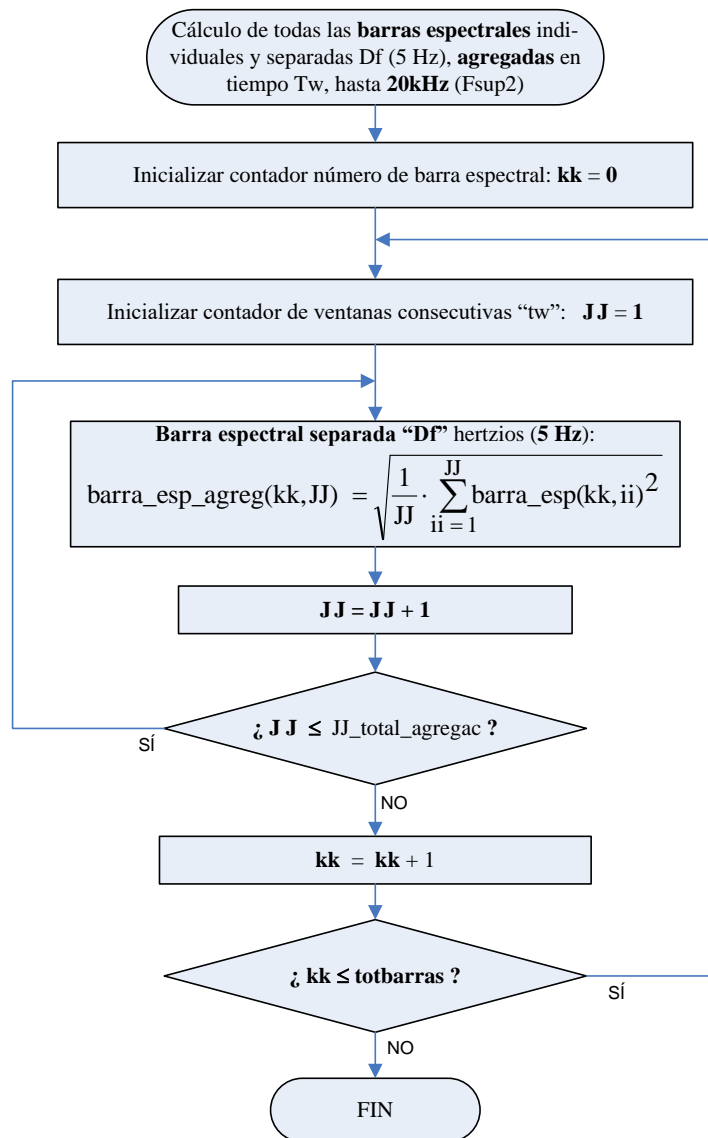 Cálculo de todas las barras espectrales indi-
viduales y separadas Df (5 Hz), agregadas en
tiempo Tw, hasta 20kHz (Fsup2)
Inicializar contador número de barra espectral: kk = 0
Inicializar contador de ventanas consecutivas “tw”: JJ = 1
Barra espectral separada “Df” hertzios (5 Hz):
barra_esp_agreg(kk,JJ) = √(1/JJ · ∑_{ii = 1}^{JJ} barra_esp(kk,ii)²)
JJ = JJ + 1
¿ JJ ≤ JJ_total_agregac ?
SÍ
NO
kk = kk + 1
¿ kk ≤ totbarras ?
SÍ
NO
FIN